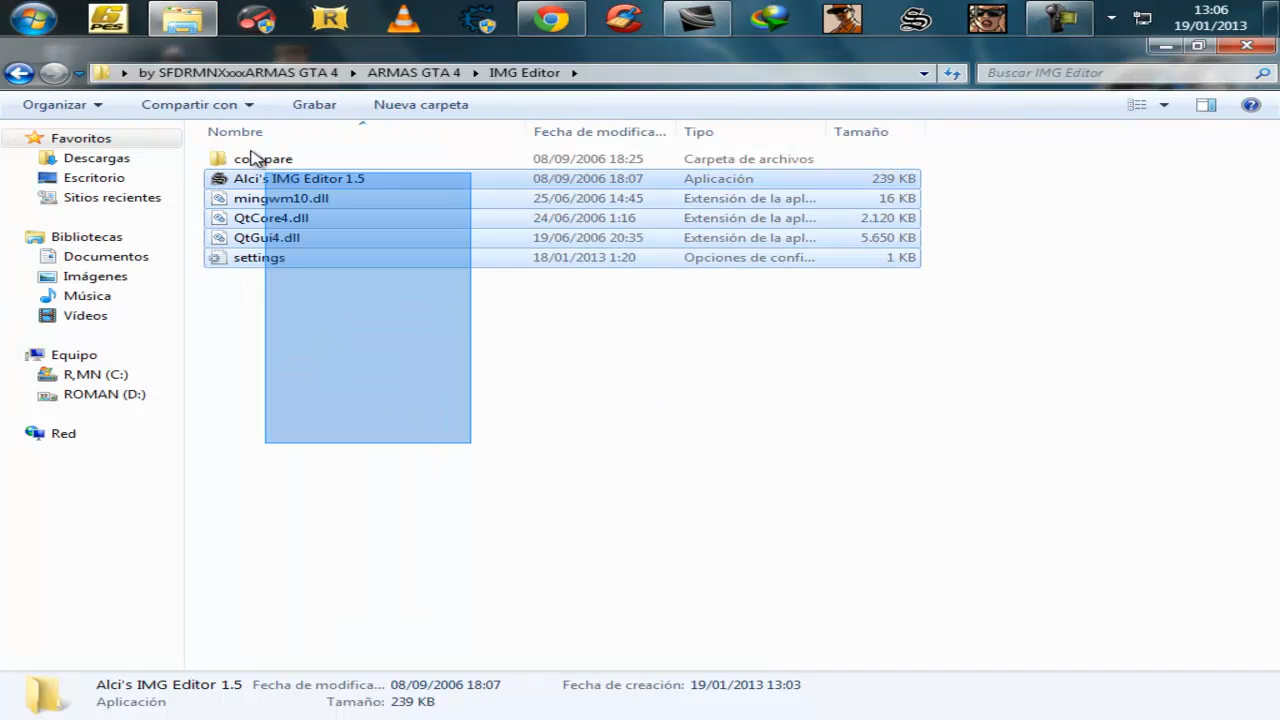 13:06
19/01/2013
by SFDRMNXxxxARMAS GTA 4 ARMAS GTA 4 IMG Editor
Buscar IMG Editor
Organizar Compartir con Grabar Nueva carpeta
Nombre Fecha de modifica... Tipo Tamaño
compare 08/09/2006 18:25 Carpeta de archivos
Alci's IMG Editor 1.5 08/09/2006 18:07 Aplicación 239 KB
mingwm10.dll 25/06/2006 14:45 Extensión de la apl... 16 KB
QtCore4.dll 24/06/2006 1:16 Extensión de la apl... 2.120 KB
QtGui4.dll 19/06/2006 20:35 Extensión de la apl... 5.650 KB
settings 18/01/2013 1:20 Opciones de confi... 1 KB
Favoritos
Descargas
Escritorio
Sitios recientes
Bibliotecas
Documentos
Imágenes
Música
Vídeos
Equipo
R,MN (C:)
ROMAN (D:)
Red
Alci's IMG Editor 1.5 Fecha de modifica... 08/09/2006 18:07 Fecha de creación: 19/01/2013 13:03
Aplicación Tamaño: 239 KB